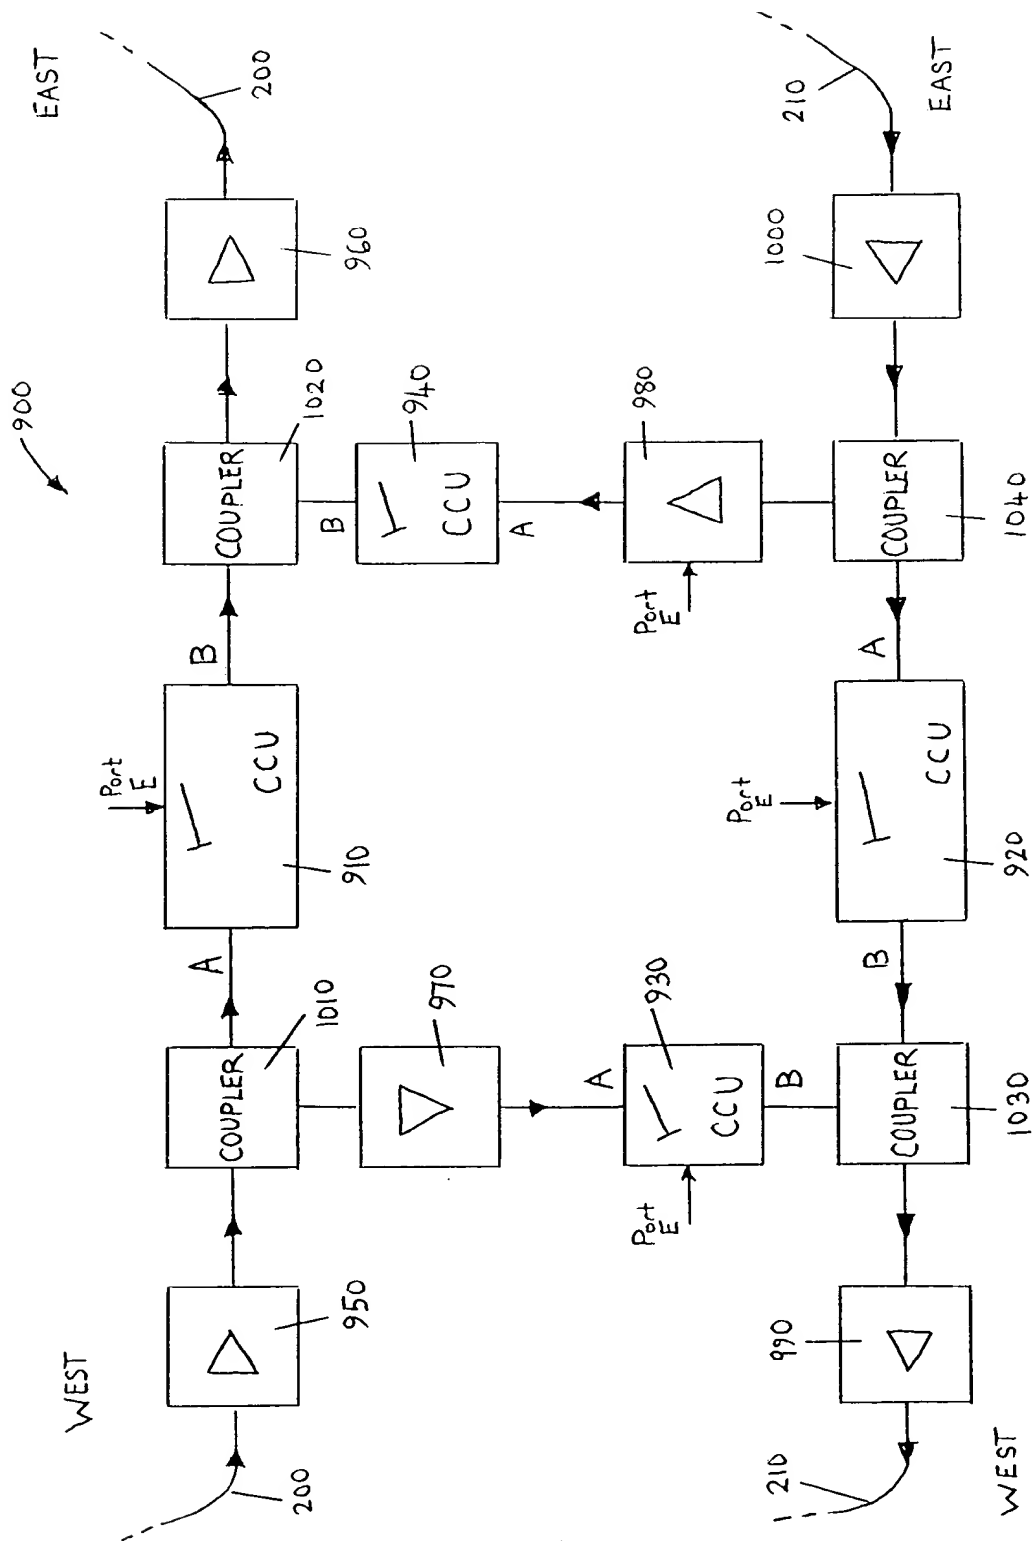 900
WEST
EAST
200
200
950
COUPLER
1010
A
Port
E
CCU
910
B
COUPLER
1020
960
970
B
CCU
940
A
A
930
CCU
Port
E
B
980
Port
E
WEST
EAST
210
210
990
COUPLER
1030
B
Port
E
CCU
920
A
COUPLER
1040
1000